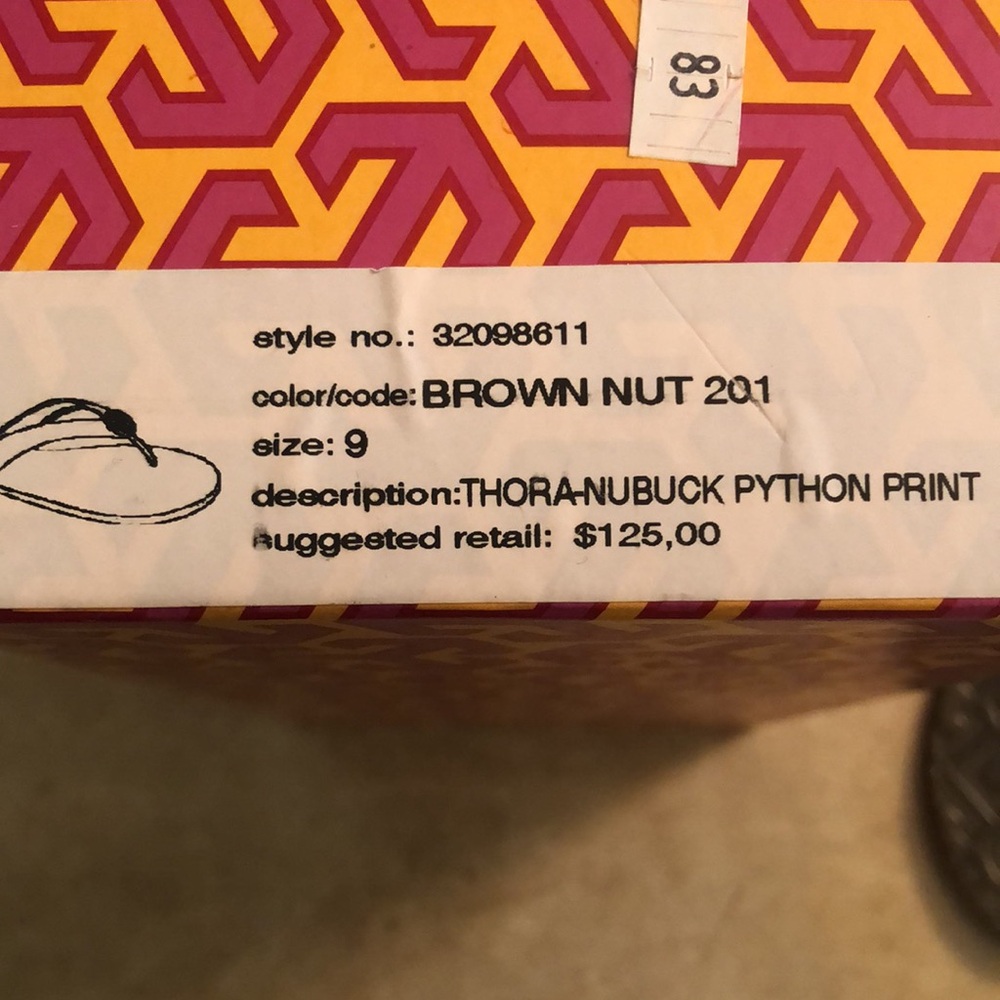 83
style no.: 32098611
color/code: BROWN NUT 201
size: 9
description: THORA-NUBUCK PYTHON PRINT
suggested retail: $125,00